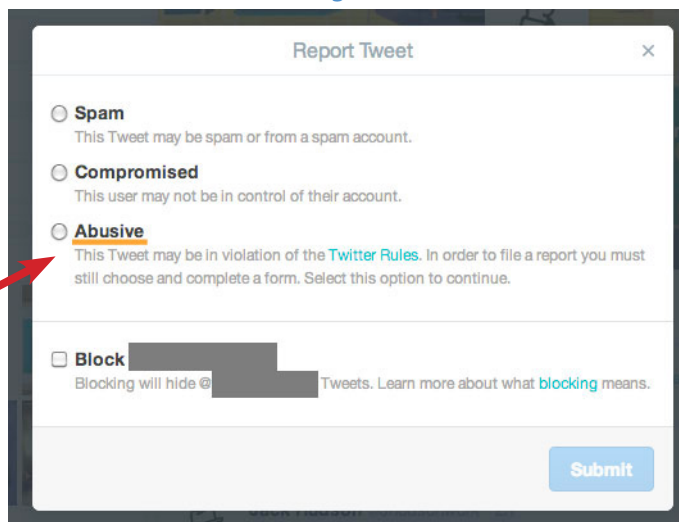 Report Tweet ×
Spam
This Tweet may be spam or from a spam account.
Compromised
This user may not be in control of their account.
Abusive
This Tweet may be in violation of the Twitter Rules. In order to file a report you must
still choose and complete a form. Select this option to continue.
Block
Blocking will hide @ Tweets. Learn more about what blocking means.
Submit
Jack Hudson